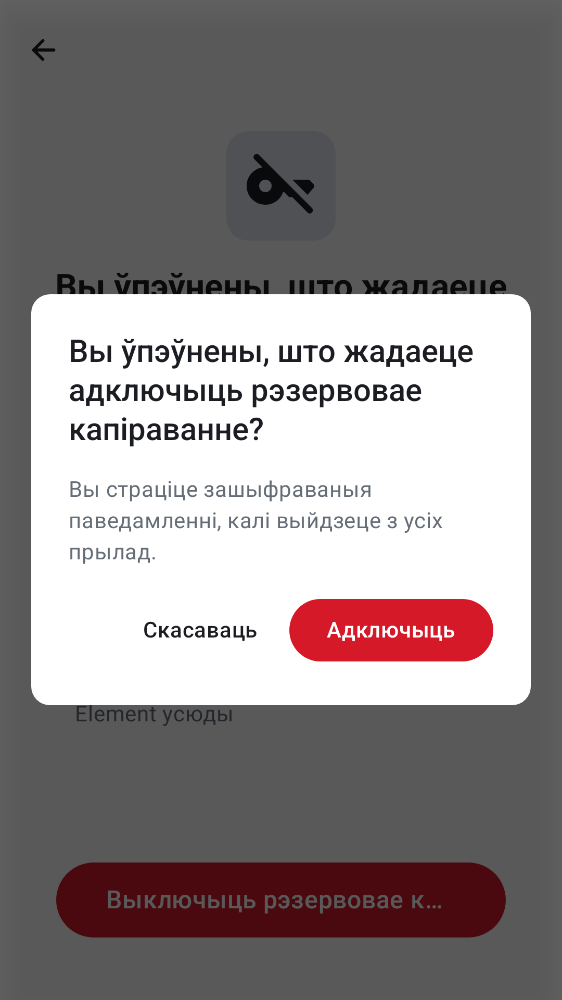 Вы ўпэўнены, што жадаеце
Вы ўпэўнены, што жадаеце
адключыць рэзервовае
капіраванне?
Вы страціце зашыфраваныя
паведамленні, калі выйдзеце з усіх
прылад.
Скасаваць
Адключыць
Element усюды
Выключыць рэзервовае к…